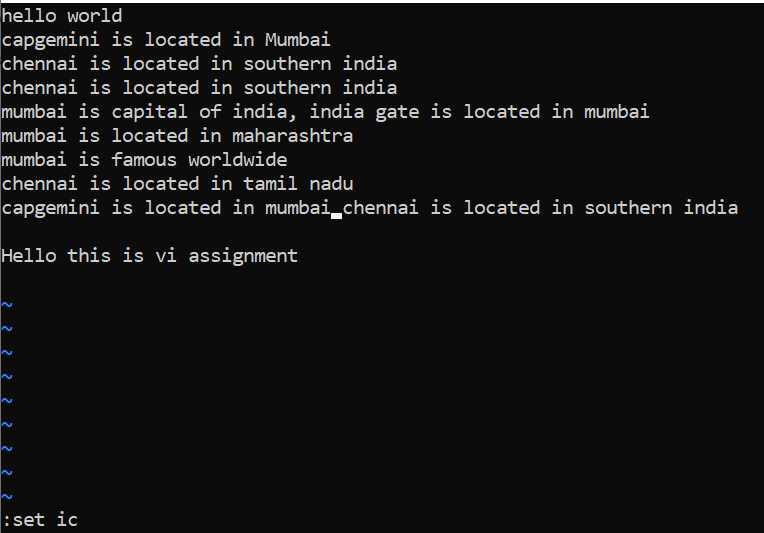 hello world
capgemini is located in Mumbai
chennai is located in southern india
chennai is located in southern india
mumbai is capital of india, india gate is located in mumbai
mumbai is located in maharashtra
mumbai is famous worldwide
chennai is located in tamil nadu
capgemini is located in mumbai chennai is located in southern india
Hello this is vi assignment
~
~
~
~
~
~
~
~
~
:set ic